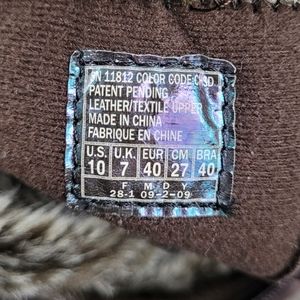 SN 11812 COLOR CODE:
PATENT PENDING
LEATHER/TEXTILE UPPER
MADE IN CHINA
FABRIQUE EN CHINE
U.S. U.K. EUR CM BRA
10 7 40 27 40
F M D Y
28-1 09-2-09